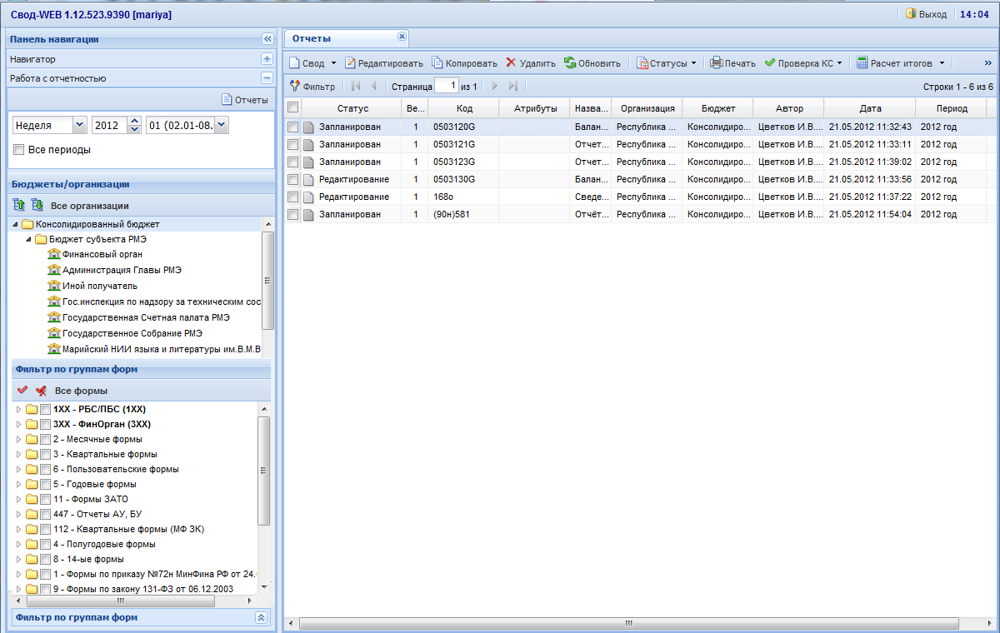 Свод-WEB 1.12.523.9390 [mariya]
Выход 14:04
Панель навигации
Навигатор
Работа с отчетностью
Отчеты
Неделя 2012 01 (02.01-08.
Все периоды
Бюджеты/организации
Все организации
Консолидированный бюджет
Бюджет субъекта РМЭ
Финансовый орган
Администрация Главы РМЭ
Иной получатель
Гос.инспекция по надзору за техническим сос
Государственная Счетная палата РМЭ
Государственное Собрание РМЭ
Марийский НИИ языка и литературы им.В.М.В
Фильтр по группам форм
Все формы
1XX - РБС/ПБС (1XX)
3XX - ФинОрган (3XX)
2 - Месячные формы
3 - Квартальные формы
6 - Пользовательские формы
5 - Годовые формы
11 - Формы ЗАТО
447 - Отчеты АУ, БУ
112 - Квартальные формы (МФ ЗК)
4 - Полугодовые формы
8 - 14-ые формы
1 - Формы по приказу №72н МинФина РФ от 24.
9 - Формы по закону 131-ФЗ от 06.12.2003
Фильтр по группам форм
Отчеты
Свод Редактировать Копировать Удалить Обновить Статусы Печать Проверка КС Расчет итогов
Фильтр Страница 1 из 1 Строки 1 - 6 из 6
Статус Ве... Код Атрибуты Назва... Организация Бюджет Автор Дата Период
Запланирован 1 0503120G Балан... Республика ... Консолидиро... Цветков И.В.... 21.05.2012 11:32:43 2012 год
Запланирован 1 0503121G Отчет... Республика ... Консолидиро... Цветков И.В.... 21.05.2012 11:33:11 2012 год
Запланирован 1 0503123G Отчет... Республика ... Консолидиро... Цветков И.В.... 21.05.2012 11:39:02 2012 год
Редактирование 1 0503130G Балан... Республика ... Консолидиро... Цветков И.В.... 21.05.2012 11:33:56 2012 год
Редактирование 1 168о Сведе... Республика ... Консолидиро... Цветков И.В.... 21.05.2012 11:37:22 2012 год
Запланирован 1 (90н)581 Отчёт... Республика ... Консолидиро... Цветков И.В.... 21.05.2012 11:54:04 2012 год